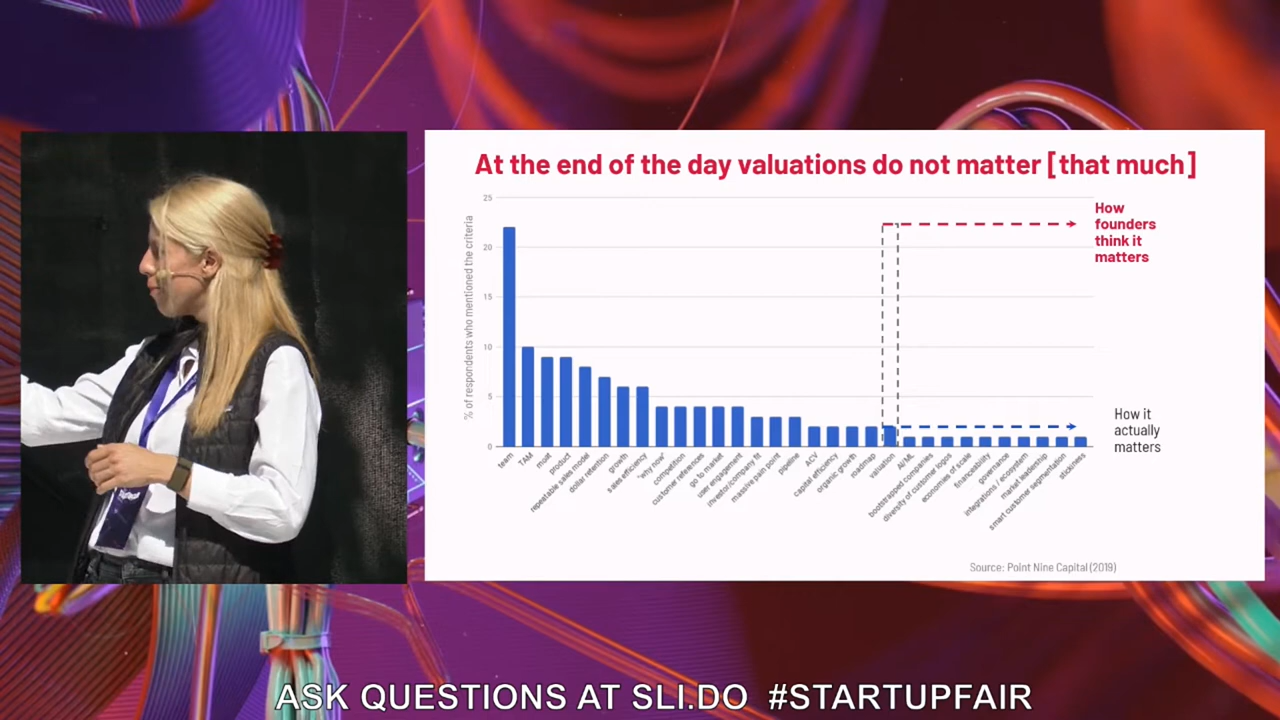 At the end of the day valuations do not matter [that much]
% of respondents who mentioned the criteria
25
20
15
10
5
0
team
TAM
moat
product
repeatable sales model
dollar retention
growth
sales efficiency
"why now"
competition
customer references
go to market
user engagement
investor/company fit
massive pain point
pipeline
ACV
capital efficiency
organic growth
roadmap
valuation
AI/ML
bootstrapped companies
diversity of customer logos
economies of scale
financeability
governance
integrations / ecosystem
market leadership
smart customer segmentation
stickiness
How
founders
think it
matters
How it
actually
matters
Source: Point Nine Capital (2019)
ASK QUESTIONS AT SLI.DO #STARTUPFAIR